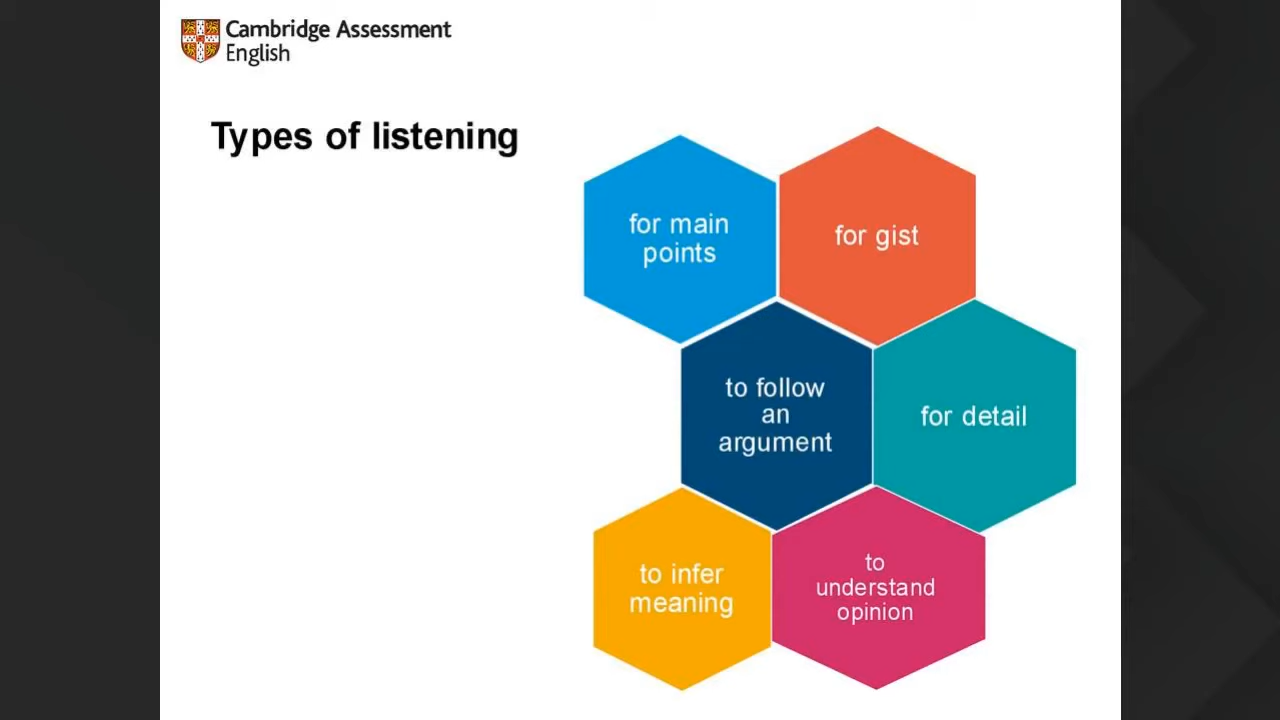 Cambridge Assessment
English
Types of listening
for main
points
for gist
to follow
an
argument
for detail
to infer
meaning
to
understand
opinion